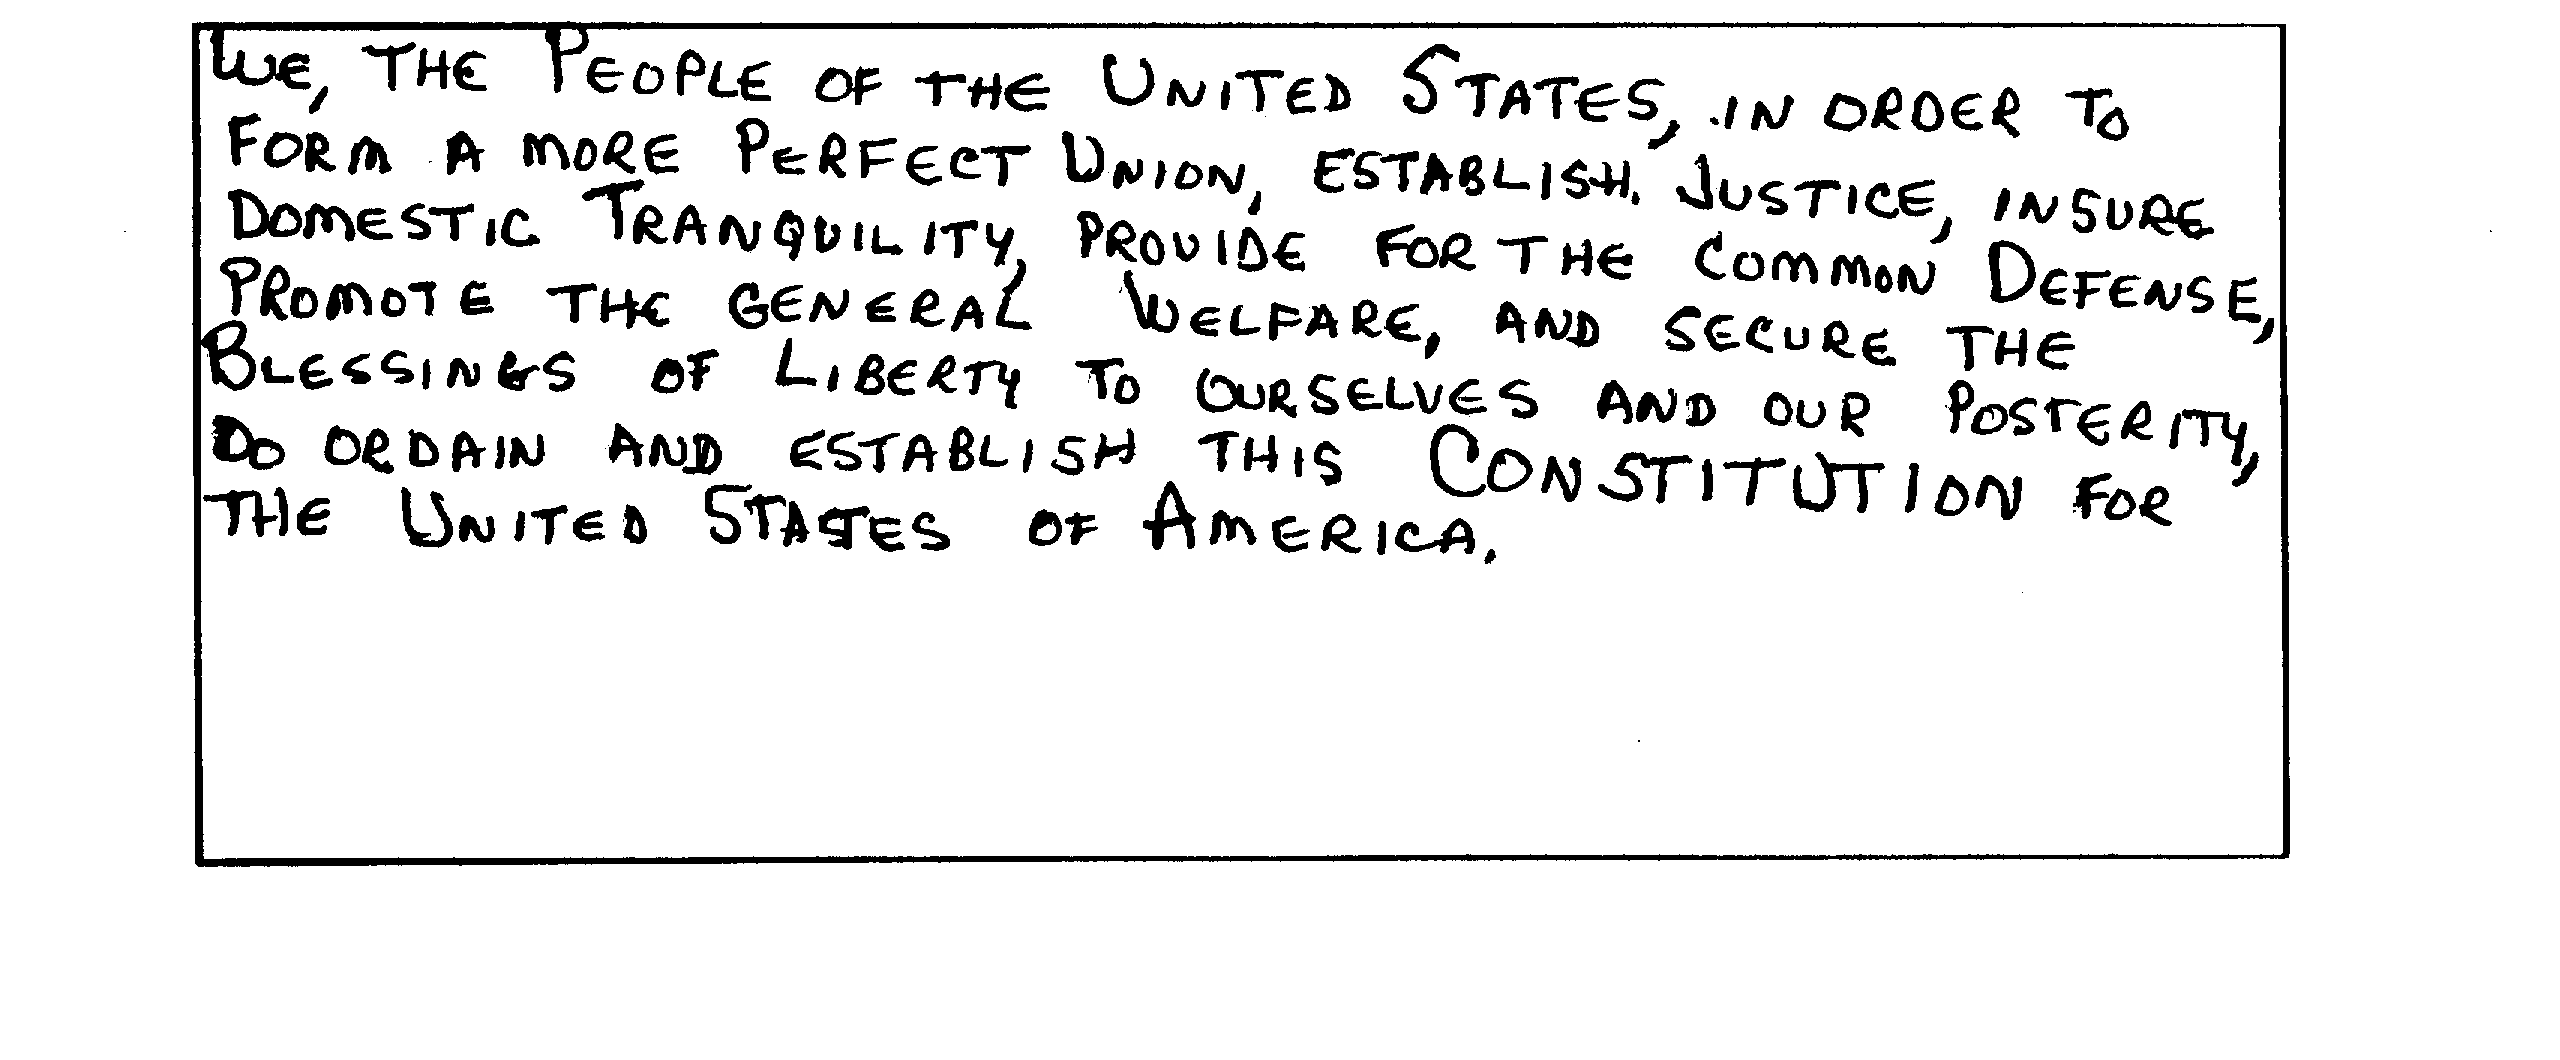 WE, THE PEOPLE OF THE UNITED STATES, IN ORDER TO
FORM A MORE PERFECT UNION, ESTABLISH JUSTICE, INSURE
DOMESTIC TRANQUILITY, PROVIDE FOR THE COMMON DEFENSE,
PROMOTE THE GENERAL WELFARE, AND SECURE THE
BLESSINGS OF LIBERTY TO OURSELVES AND OUR POSTERITY,
DO ORDAIN AND ESTABLISH THIS CONSTITUTION FOR
THE UNITED STATES OF AMERICA.